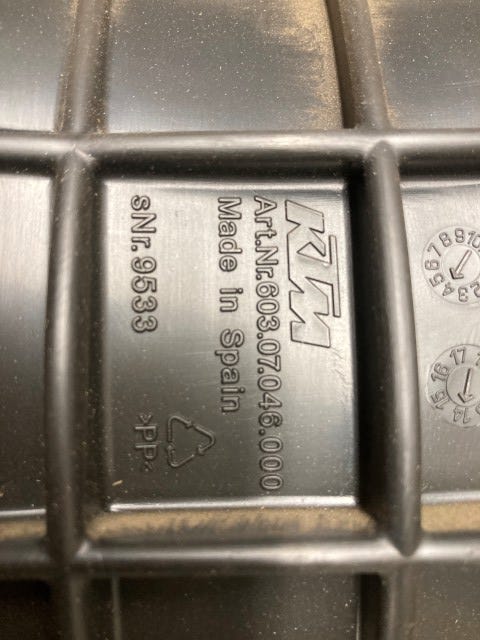 KTM
Art.Nr.603.07.046.000
Made in Spain
sNr.9533
>PP<